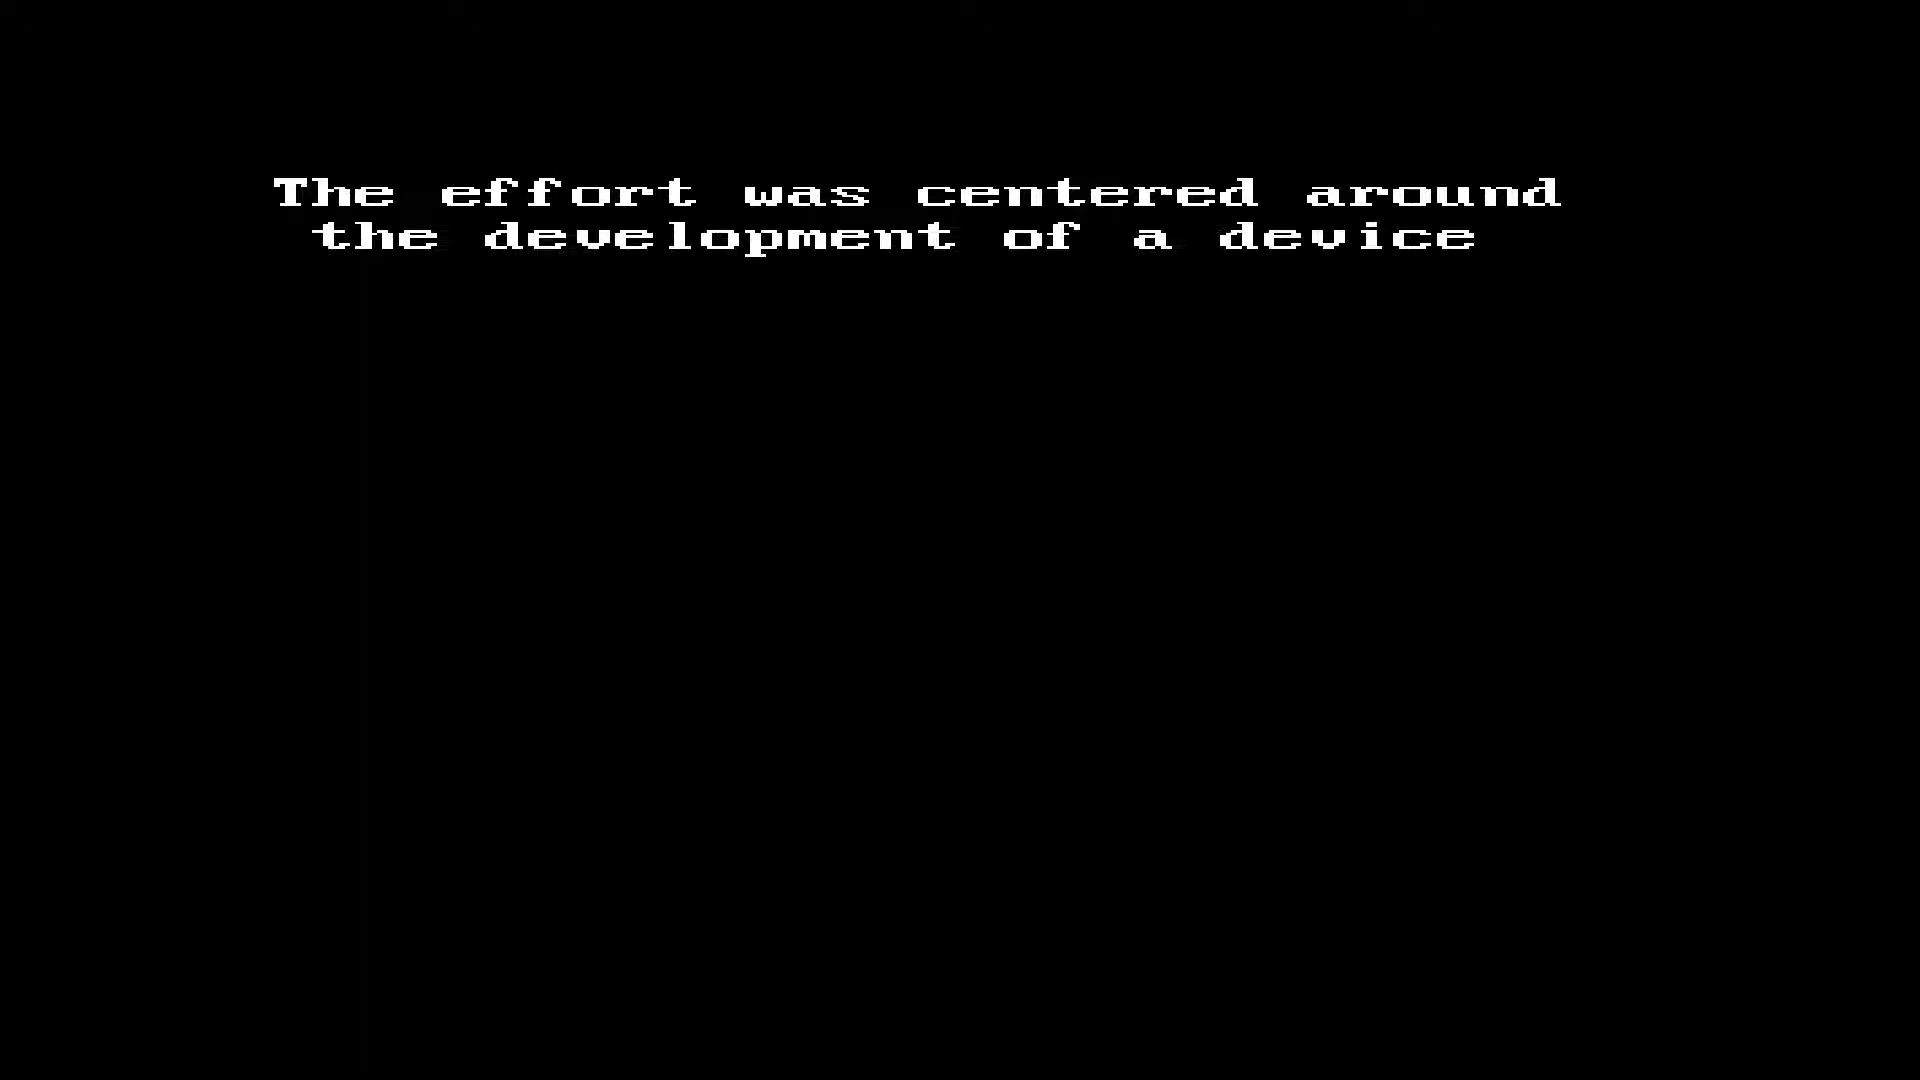 The effort was centered around
the development of a device